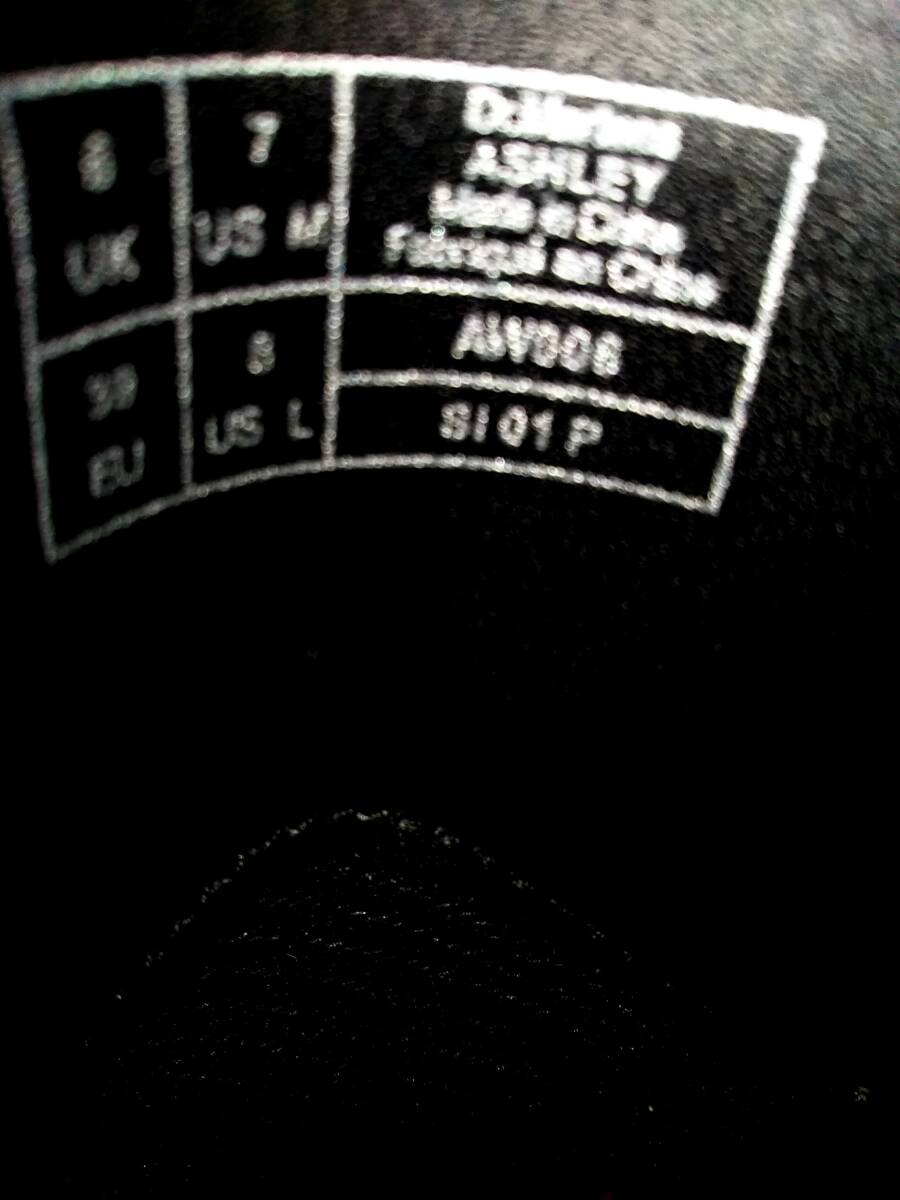 6
UK
7
US M
39
EU
8
US L
Dr.Martens
ASHLEY
Made in China
Fabriqué en Chine
AW008
SI 01 P